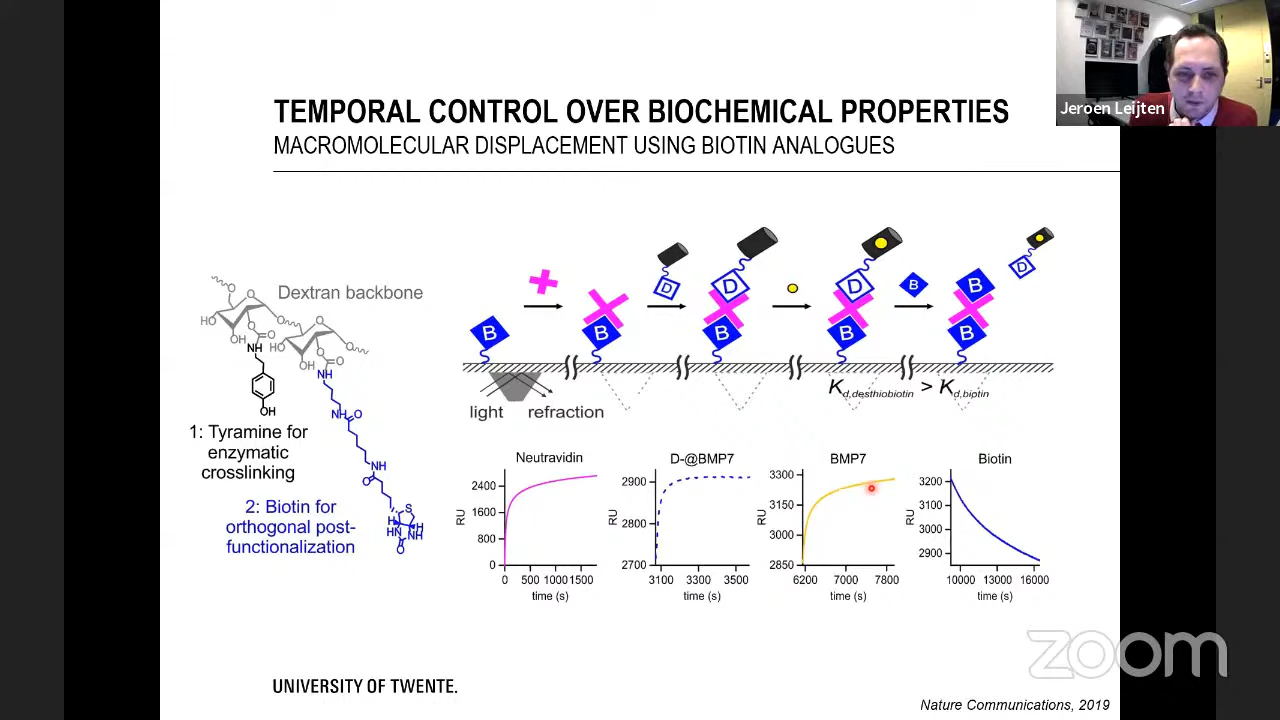 Jeroen Leijten
TEMPORAL CONTROL OVER BIOCHEMICAL PROPERTIES
MACROMOLECULAR DISPLACEMENT USING BIOTIN ANALOGUES
Dextran backbone
O
O
HO
O
O
OH
O
NH
HO
O
O
OH
O
NH
OH
NH
O
NH
O
S
H
H
HN
NH
O
1: Tyramine for
enzymatic
crosslinking
2: Biotin for
orthogonal post-
functionalization
B
B
D
D
B
D
B
B
B
B
D
light
refraction
Kd,desthiobiotin > Kd,biotin
Neutravidin
RU
2400
1600
800
0
0 500 1000 1500
time (s)
D-@BMP7
RU
2900
2800
2700
3100 3300 3500
time (s)
BMP7
RU
3300
3150
3000
2850
6200 7000 7800
time (s)
Biotin
RU
3200
3100
3000
2900
10000 13000 16000
time (s)
zoom
UNIVERSITY OF TWENTE.
Nature Communications, 2019